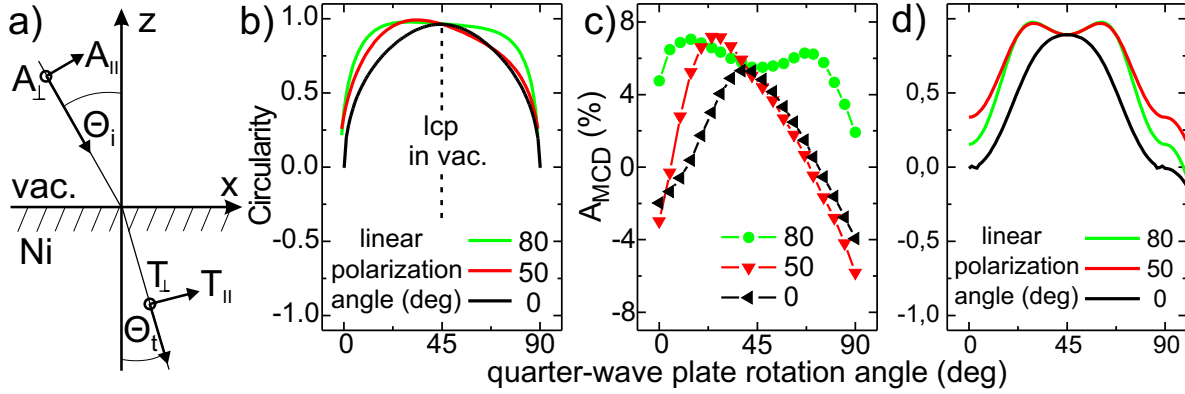 a)
z
A∥
A⊥
Θi
vac.
x
Ni
T⊥
T∥
Θt
b)
Circularity
1.0
0.5
0.0
-0.5
-1.0
lcp
in vac.
linear
polarization
angle (deg)
80
50
0
0
45
90
c)
AMCD (%)
8
4
0
-4
-8
80
50
0
0
45
90
d)
1,0
0,5
0,0
-0,5
-1,0
linear
polarization
angle (deg)
80
50
0
0
45
90
quarter-wave plate rotation angle (deg)